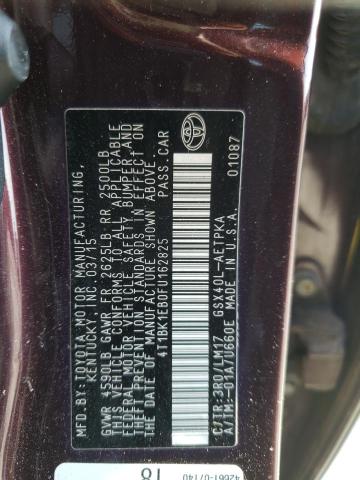 MFD.BY:TOYOTA MOTOR MANUFACTURING,
KENTUCKY, INC.03/15
GVWR 4590LB GAWR FR 2625LB RR 2500LB
THIS VEHICLE CONFORMS TO ALL APPLICABLE
FEDERAL MOTOR VEHICLE SAFETY, BUMPER, AND
THEFT PREVENTION STANDARDS IN EFFECT ON
THE DATE OF MANUFACTURE SHOWN ABOVE.
4T1BK1EB0FU162825 PASS.CAR
01087
C/TR:3R0/LM17 GSX40L-AETPKA
A/TM:-01A/U660E MADE IN U.S.A.
42661-07140
18